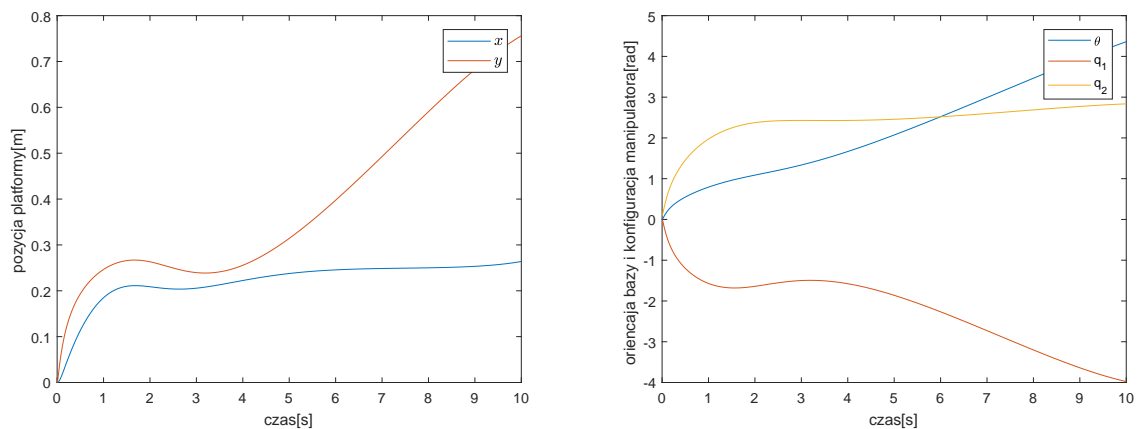 0.8
0.7
0.6
0.5
0.4
0.3
0.2
0.1
0
pozycja platformy[m]
x
y
0 1 2 3 4 5 6 7 8 9 10
czas[s]
5
4
3
2
1
0
-1
-2
-3
-4
oriencaja bazy i konfiguracja manipulatora[rad]
θ
q1
q2
0 1 2 3 4 5 6 7 8 9 10
czas[s]